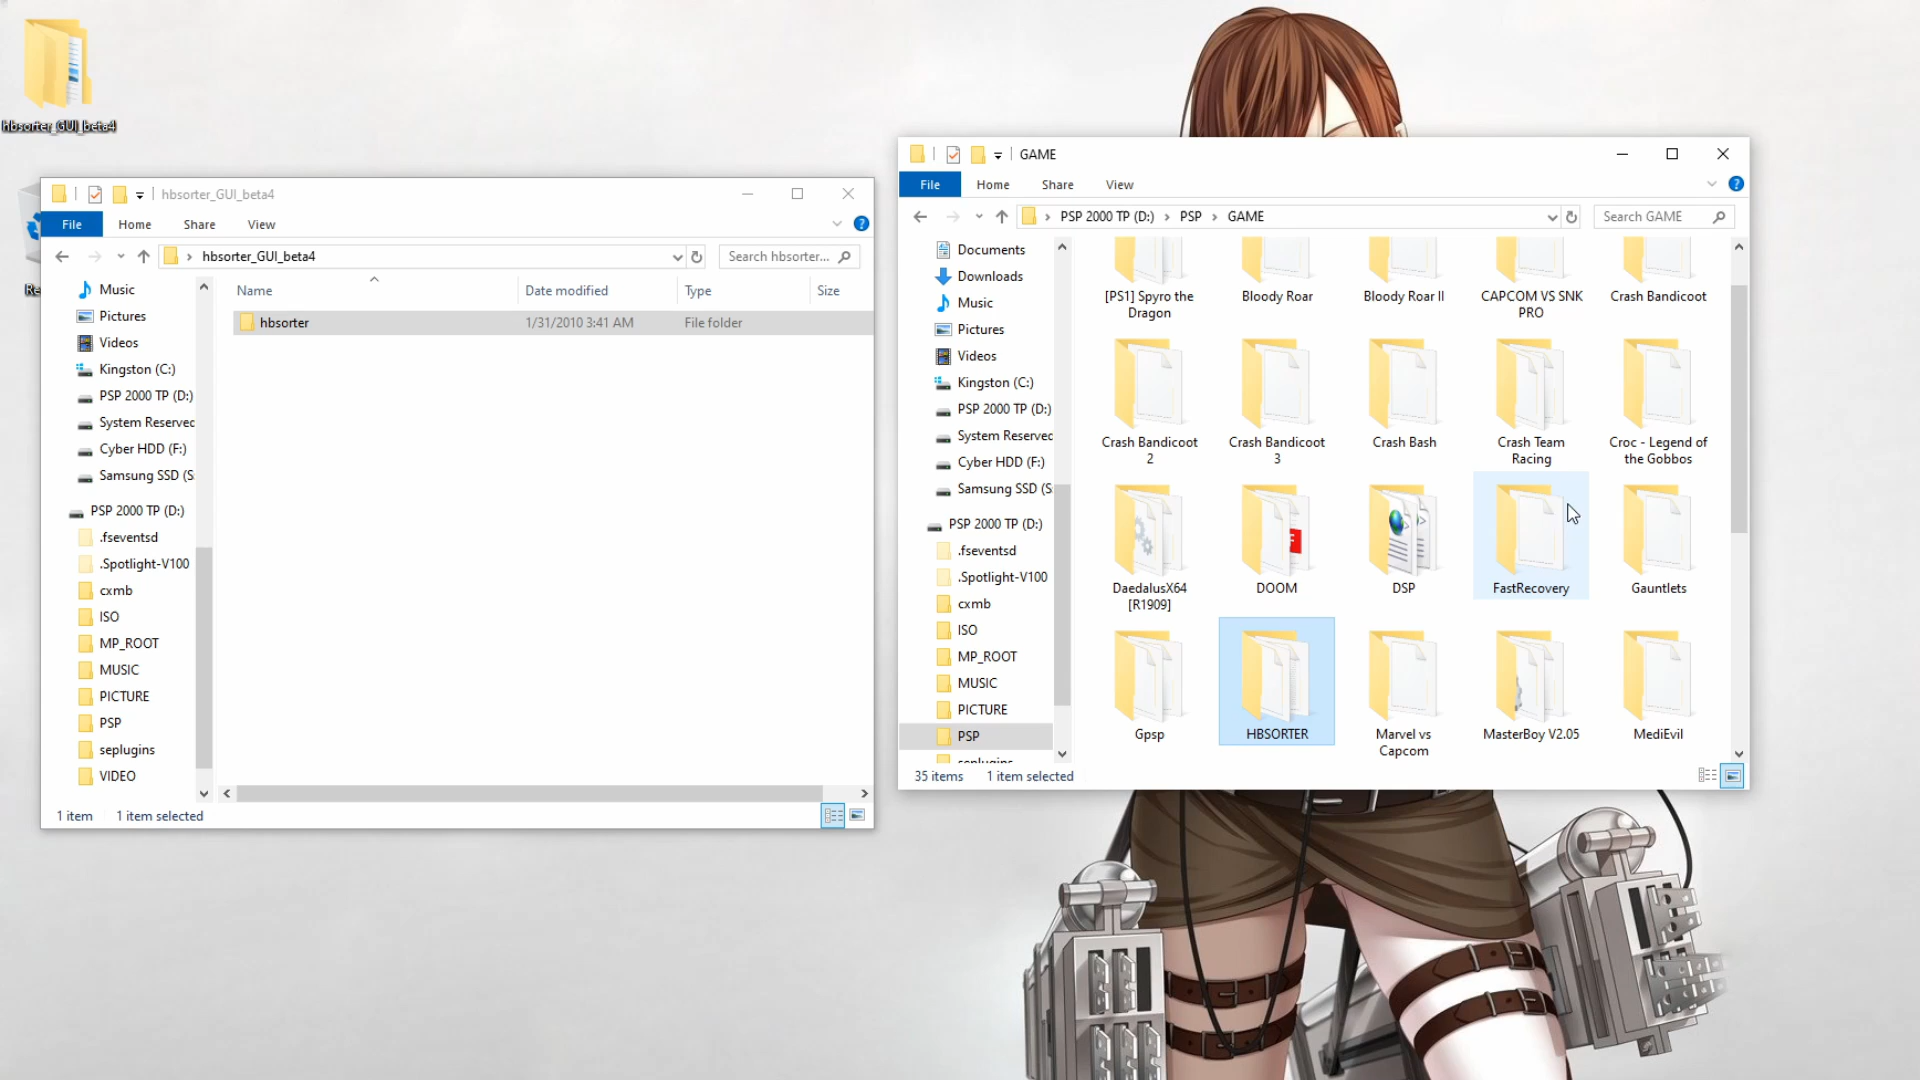 hbsorter_GUI_beta4
hbsorter_GUI_beta4
File
Home
Share
View
hbsorter_GUI_beta4
Search hbsorter...
Music
Pictures
Videos
Kingston (C:)
PSP 2000 TP (D:)
System Reserved
Cyber HDD (F:)
Samsung SSD (S
PSP 2000 TP (D:)
.fseventsd
.Spotlight-V100
cxmb
ISO
MP_ROOT
MUSIC
PICTURE
PSP
seplugins
VIDEO
Name
Date modified
Type
Size
hbsorter
1/31/2010 3:41 AM
File folder
1 item
1 item selected
Re
GAME
File
Home
Share
View
PSP 2000 TP (D:)
PSP
GAME
Search GAME
Documents
Downloads
Music
Pictures
Videos
Kingston (C:)
PSP 2000 TP (D:)
System Reserved
Cyber HDD (F:)
Samsung SSD (S
PSP 2000 TP (D:)
.fseventsd
.Spotlight-V100
cxmb
ISO
MP_ROOT
MUSIC
PICTURE
PSP
seplugins
[PS1] Spyro the
Dragon
Bloody Roar
Bloody Roar II
CAPCOM VS SNK
PRO
Crash Bandicoot
Crash Bandicoot
2
Crash Bandicoot
3
Crash Bash
Crash Team
Racing
Croc - Legend of
the Gobbos
DaedalusX64
[R1909]
DOOM
DSP
FastRecovery
Gauntlets
Gpsp
HBSORTER
Marvel vs
Capcom
MasterBoy V2.05
MediEvil
35 items
1 item selected